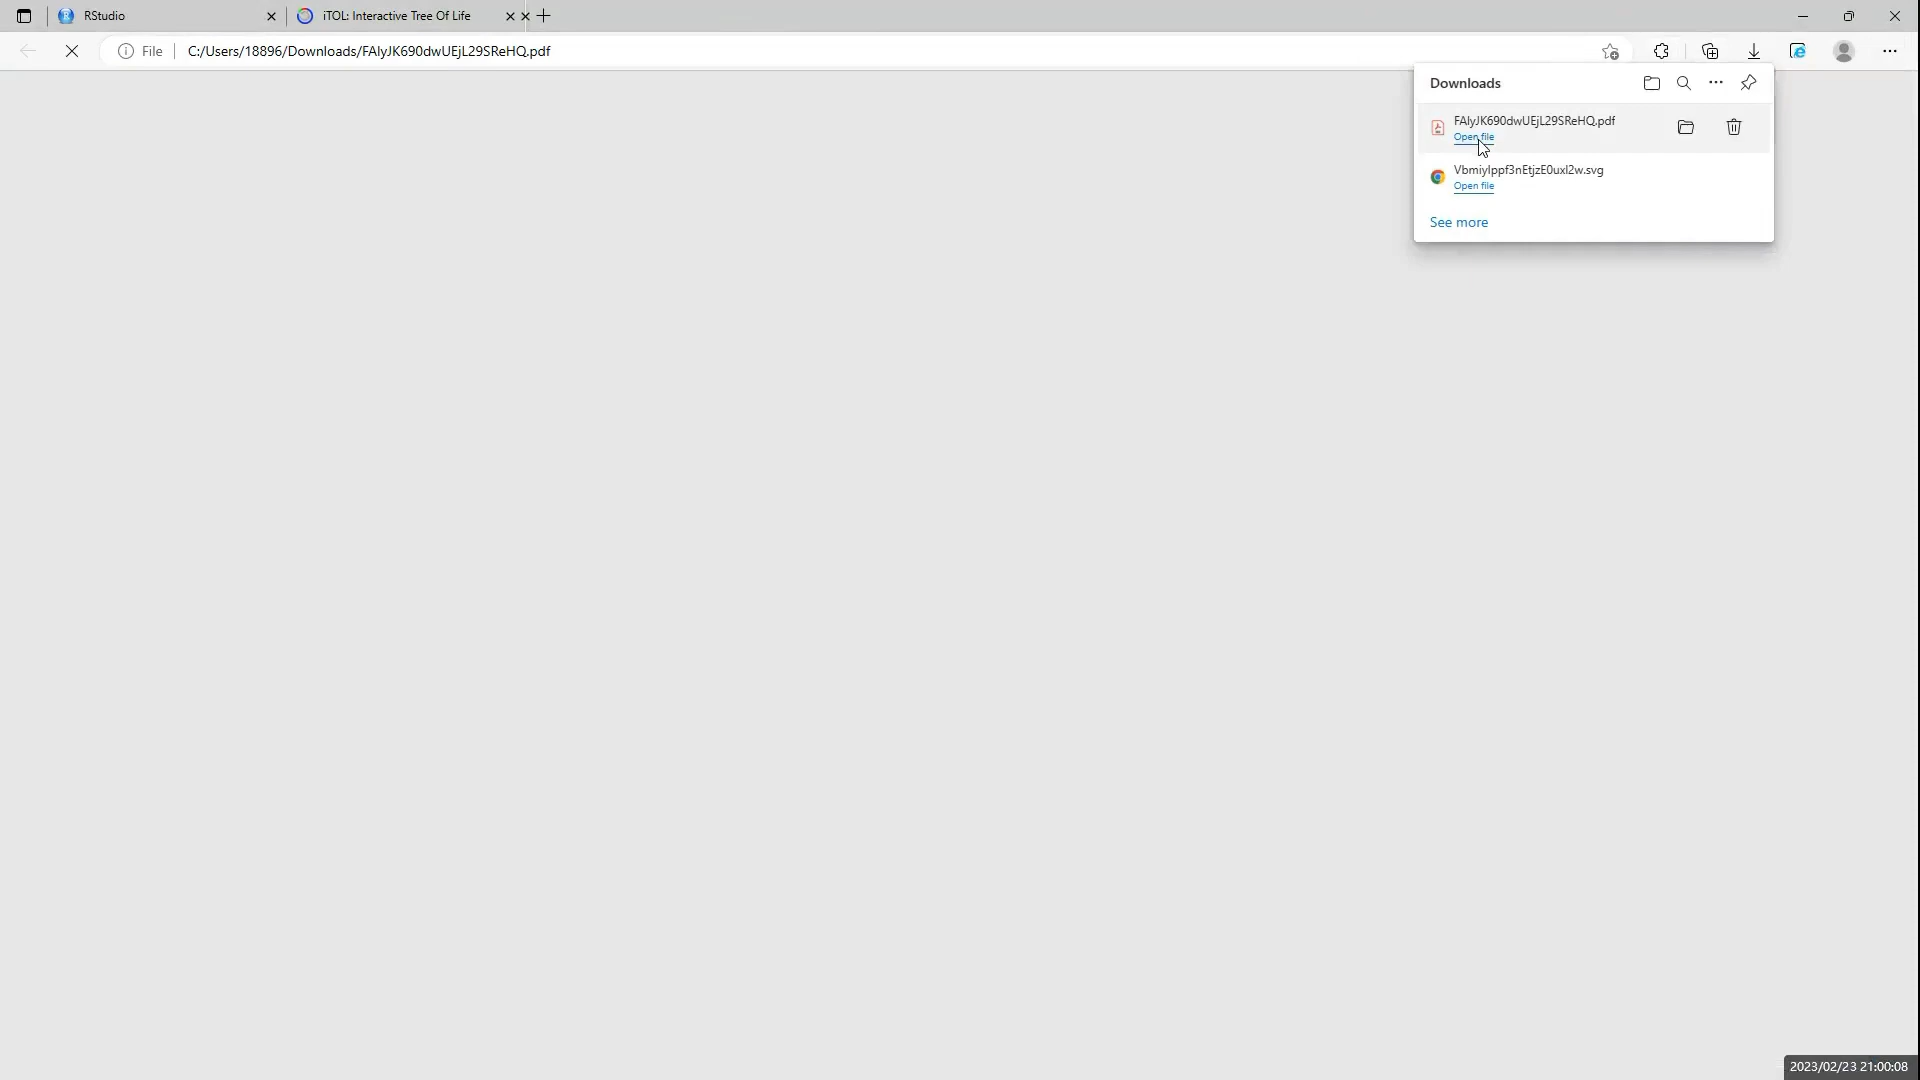 RStudio
iTOL: Interactive Tree Of Life
File
C:/Users/18896/Downloads/FAlyJK690dwUEjL29SReHQ.pdf
Downloads
FAlyJK690dwUEjL29SReHQ.pdf
Open file
Vbmiylppf3nEtjzE0uxl2w.svg
Open file
See more
2023/02/23 21:00:08